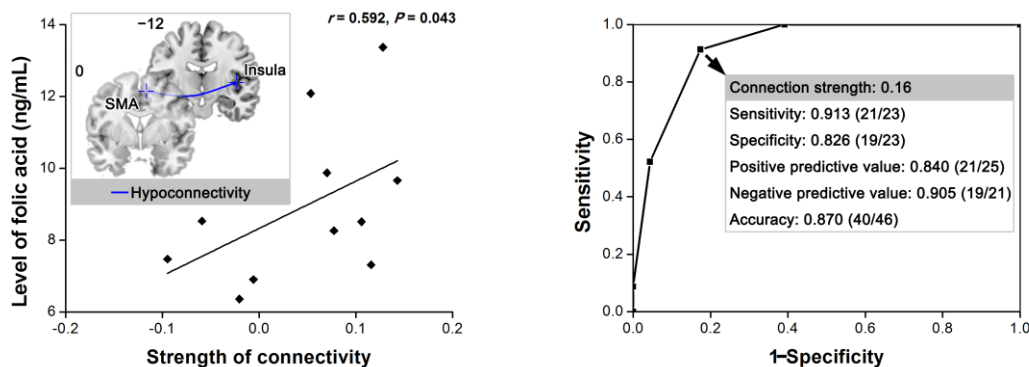 r = 0.592, P = 0.043
−12
0
Insula
SMA
Hypoconnectivity
Level of folic acid (ng/mL)
14
12
10
8
6
-0.2
-0.1
0.0
0.1
0.2
Strength of connectivity
Sensitivity
1.0
0.8
0.6
0.4
0.2
0.0
Connection strength: 0.16
Sensitivity: 0.913 (21/23)
Specificity: 0.826 (19/23)
Positive predictive value: 0.840 (21/25)
Negative predictive value: 0.905 (19/21)
Accuracy: 0.870 (40/46)
0.0
0.2
0.4
0.6
0.8
1.0
1−Specificity